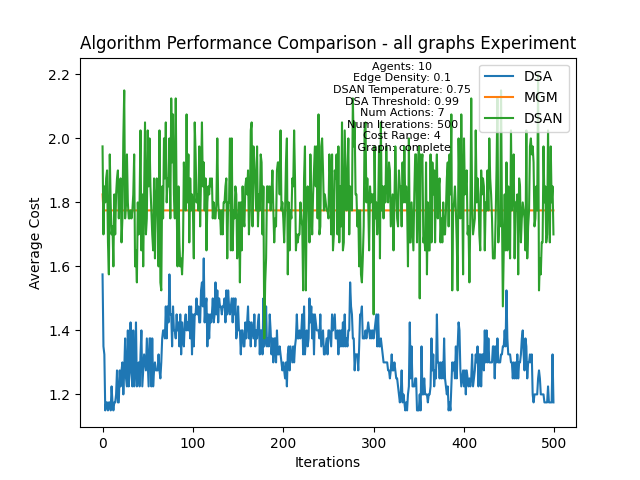 Algorithm Performance Comparison - all graphs Experiment
Agents: 10
Edge Density: 0.1
DSAN Temperature: 0.75
DSA Threshold: 0.99
Num Actions: 7
Num Iterations: 500
Cost Range: 4
Graph: complete
DSA
MGM
DSAN
Average Cost
2.2
2.0
1.8
1.6
1.4
1.2
0
100
200
300
400
500
Iterations